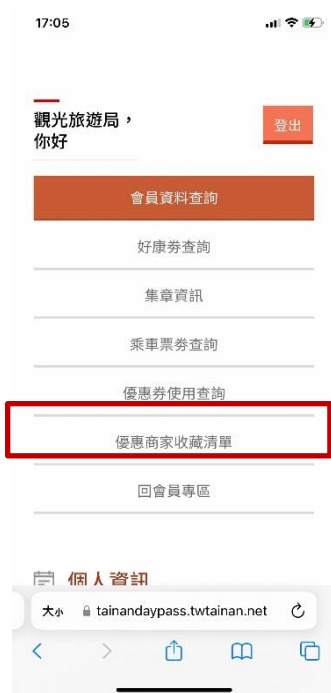 17:05
觀光旅遊局，
你好
登出
會員資料查詢
好康券查詢
集章資訊
乘車票券查詢
優惠券使用查詢
優惠商家收藏清單
回會員專區
個人資訊
大小 tainandaypass.twtainan.net